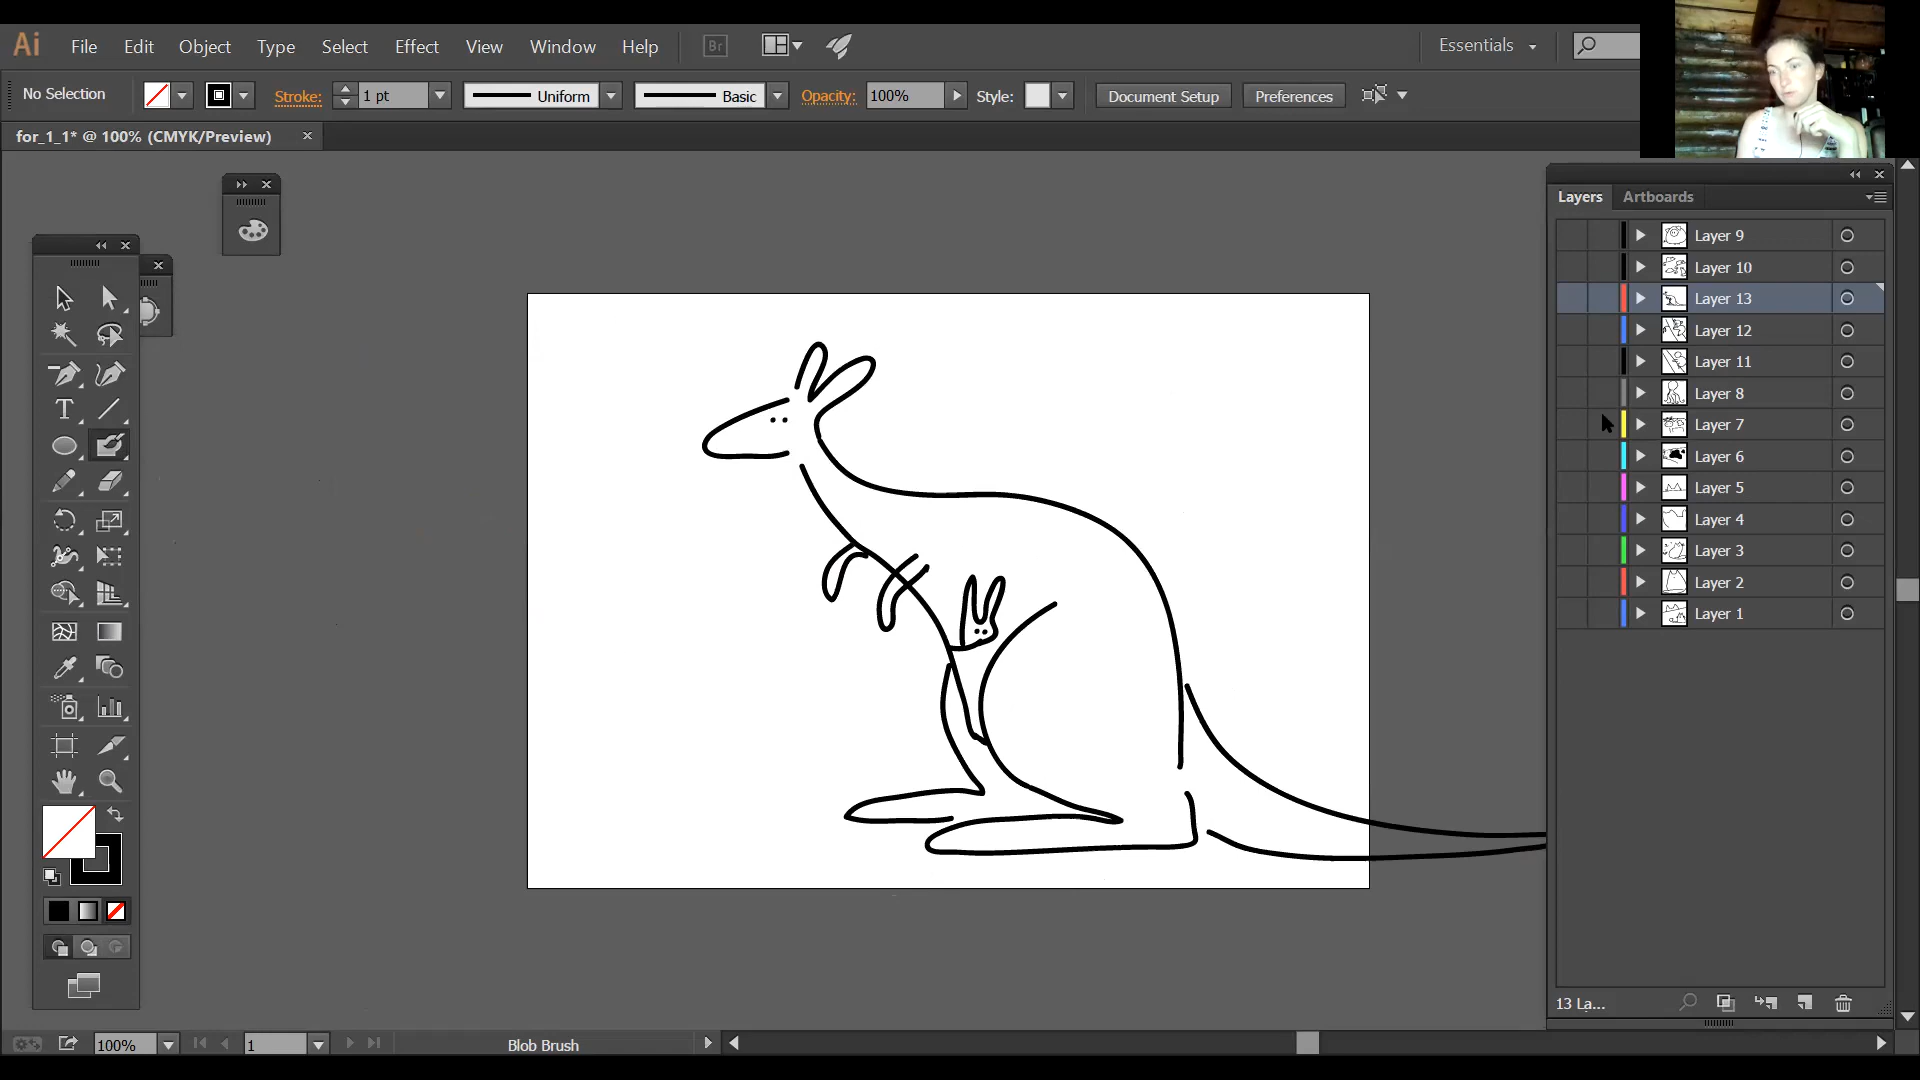 Ai File Edit Object Type Select Effect View Window Help Br Essentials
No Selection Stroke: 1 pt Uniform Basic Opacity: 100% Style: Document Setup Preferences
for_1_1* @ 100% (CMYK/Preview)
Layers Artboards
Layer 9
Layer 10
Layer 13
Layer 12
Layer 11
Layer 8
Layer 7
Layer 6
Layer 5
Layer 4
Layer 3
Layer 2
Layer 1
13 La...
100% 1 Blob Brush